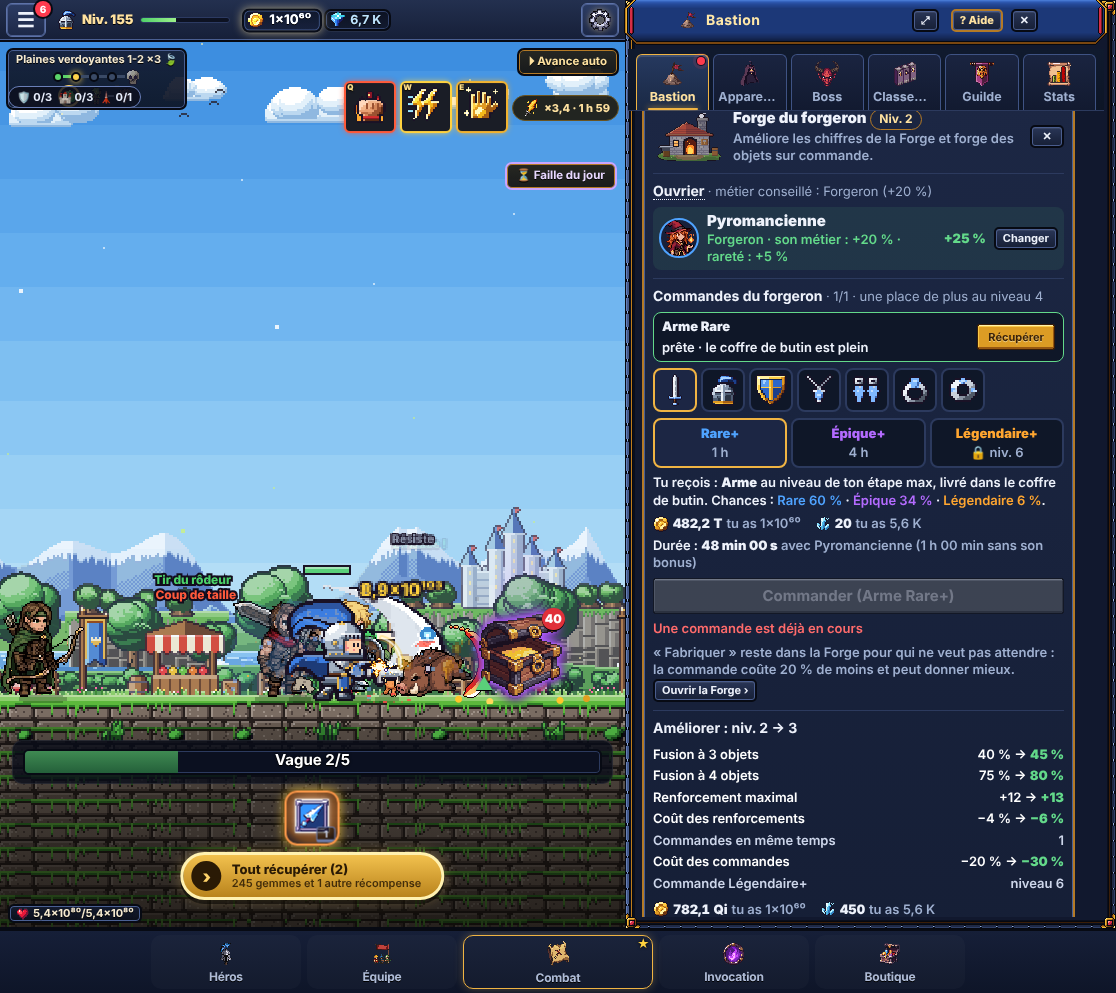 6
Niv. 155
1×10⁶⁰
6,7 K
Plaines verdoyantes 1-2 ×3
0/3
0/3
0/1
Avance auto
Q
W
E
×3,4 · 1 h 59
Faille du jour
Résiste
Tir du rôdeur
Coup de taille
40
Vague 2/5
1
Tout récupérer (2)
245 gemmes et 1 autre récompense
5,4×10⁸⁰/5,4×10⁸⁰
Bastion
? Aide
×
Bastion
Appare...
Boss
Classe...
Guilde
Stats
Forge du forgeron
Niv. 2
Améliore les chiffres de la Forge et forge des
objets sur commande.
×
Ouvrier · métier conseillé : Forgeron (+20 %)
Pyromancienne
Forgeron · son métier : +20 % ·
rareté : +5 %
+25 %
Changer
Commandes du forgeron · 1/1 · une place de plus au niveau 4
Arme Rare
prête · le coffre de butin est plein
Récupérer
Rare+
1 h
Épique+
4 h
Légendaire+
niv. 6
Tu reçois : Arme au niveau de ton étape max, livré dans le coffre
de butin. Chances : Rare 60 % · Épique 34 % · Légendaire 6 %.
482,2 T tu as 1×10⁶⁰ 20 tu as 5,6 K
Durée : 48 min 00 s avec Pyromancienne (1 h 00 min sans son
bonus)
Commander (Arme Rare+)
Une commande est déjà en cours
« Fabriquer » reste dans la Forge pour qui ne veut pas attendre :
la commande coûte 20 % de moins et peut donner mieux.
Ouvrir la Forge ›
Améliorer : niv. 2 → 3
Fusion à 3 objets 40 % → 45 %
Fusion à 4 objets 75 % → 80 %
Renforcement maximal +12 → +13
Coût des renforcements −4 % → −6 %
Commandes en même temps 1
Coût des commandes −20 % → −30 %
Commande Légendaire+ niveau 6
782,1 Qi tu as 1×10⁶⁰ 450 tu as 5,6 K
Héros
Équipe
Combat
Invocation
Boutique